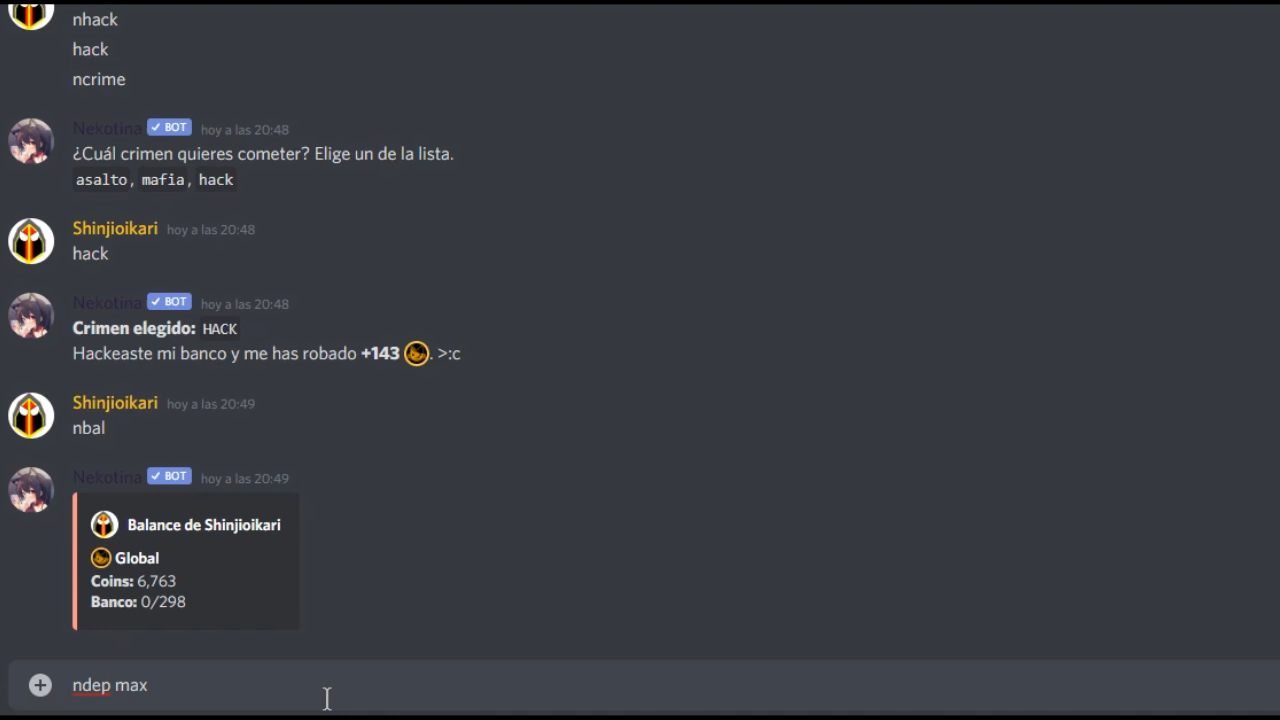 nhack
hack
ncrime
Nekotina ✓ BOT hoy a las 20:48
¿Cuál crimen quieres cometer? Elige un de la lista.
asalto, mafia, hack
Shinjioikari hoy a las 20:48
hack
Nekotina ✓ BOT hoy a las 20:48
Crimen elegido: HACK
Hackeaste mi banco y me has robado +143 . >:c
Shinjioikari hoy a las 20:49
nbal
Nekotina ✓ BOT hoy a las 20:49
Balance de Shinjioikari
Global
Coins: 6,763
Banco: 0/298
ndep max